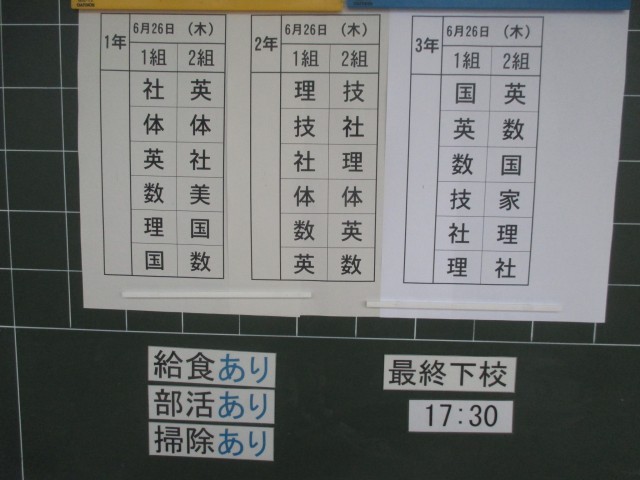 1年 6月26日 （木）
1組 2組
社 英
体 体
英 社
数 美
理 国
国 数
2年 6月26日 （木）
1組 2組
理 技
技 社
社 理
体 体
数 英
英 数
3年 6月26日 （木）
1組 2組
国 英
英 数
数 国
技 家
社 理
理 社
給食あり
部活あり
掃除あり
最終下校
17:30